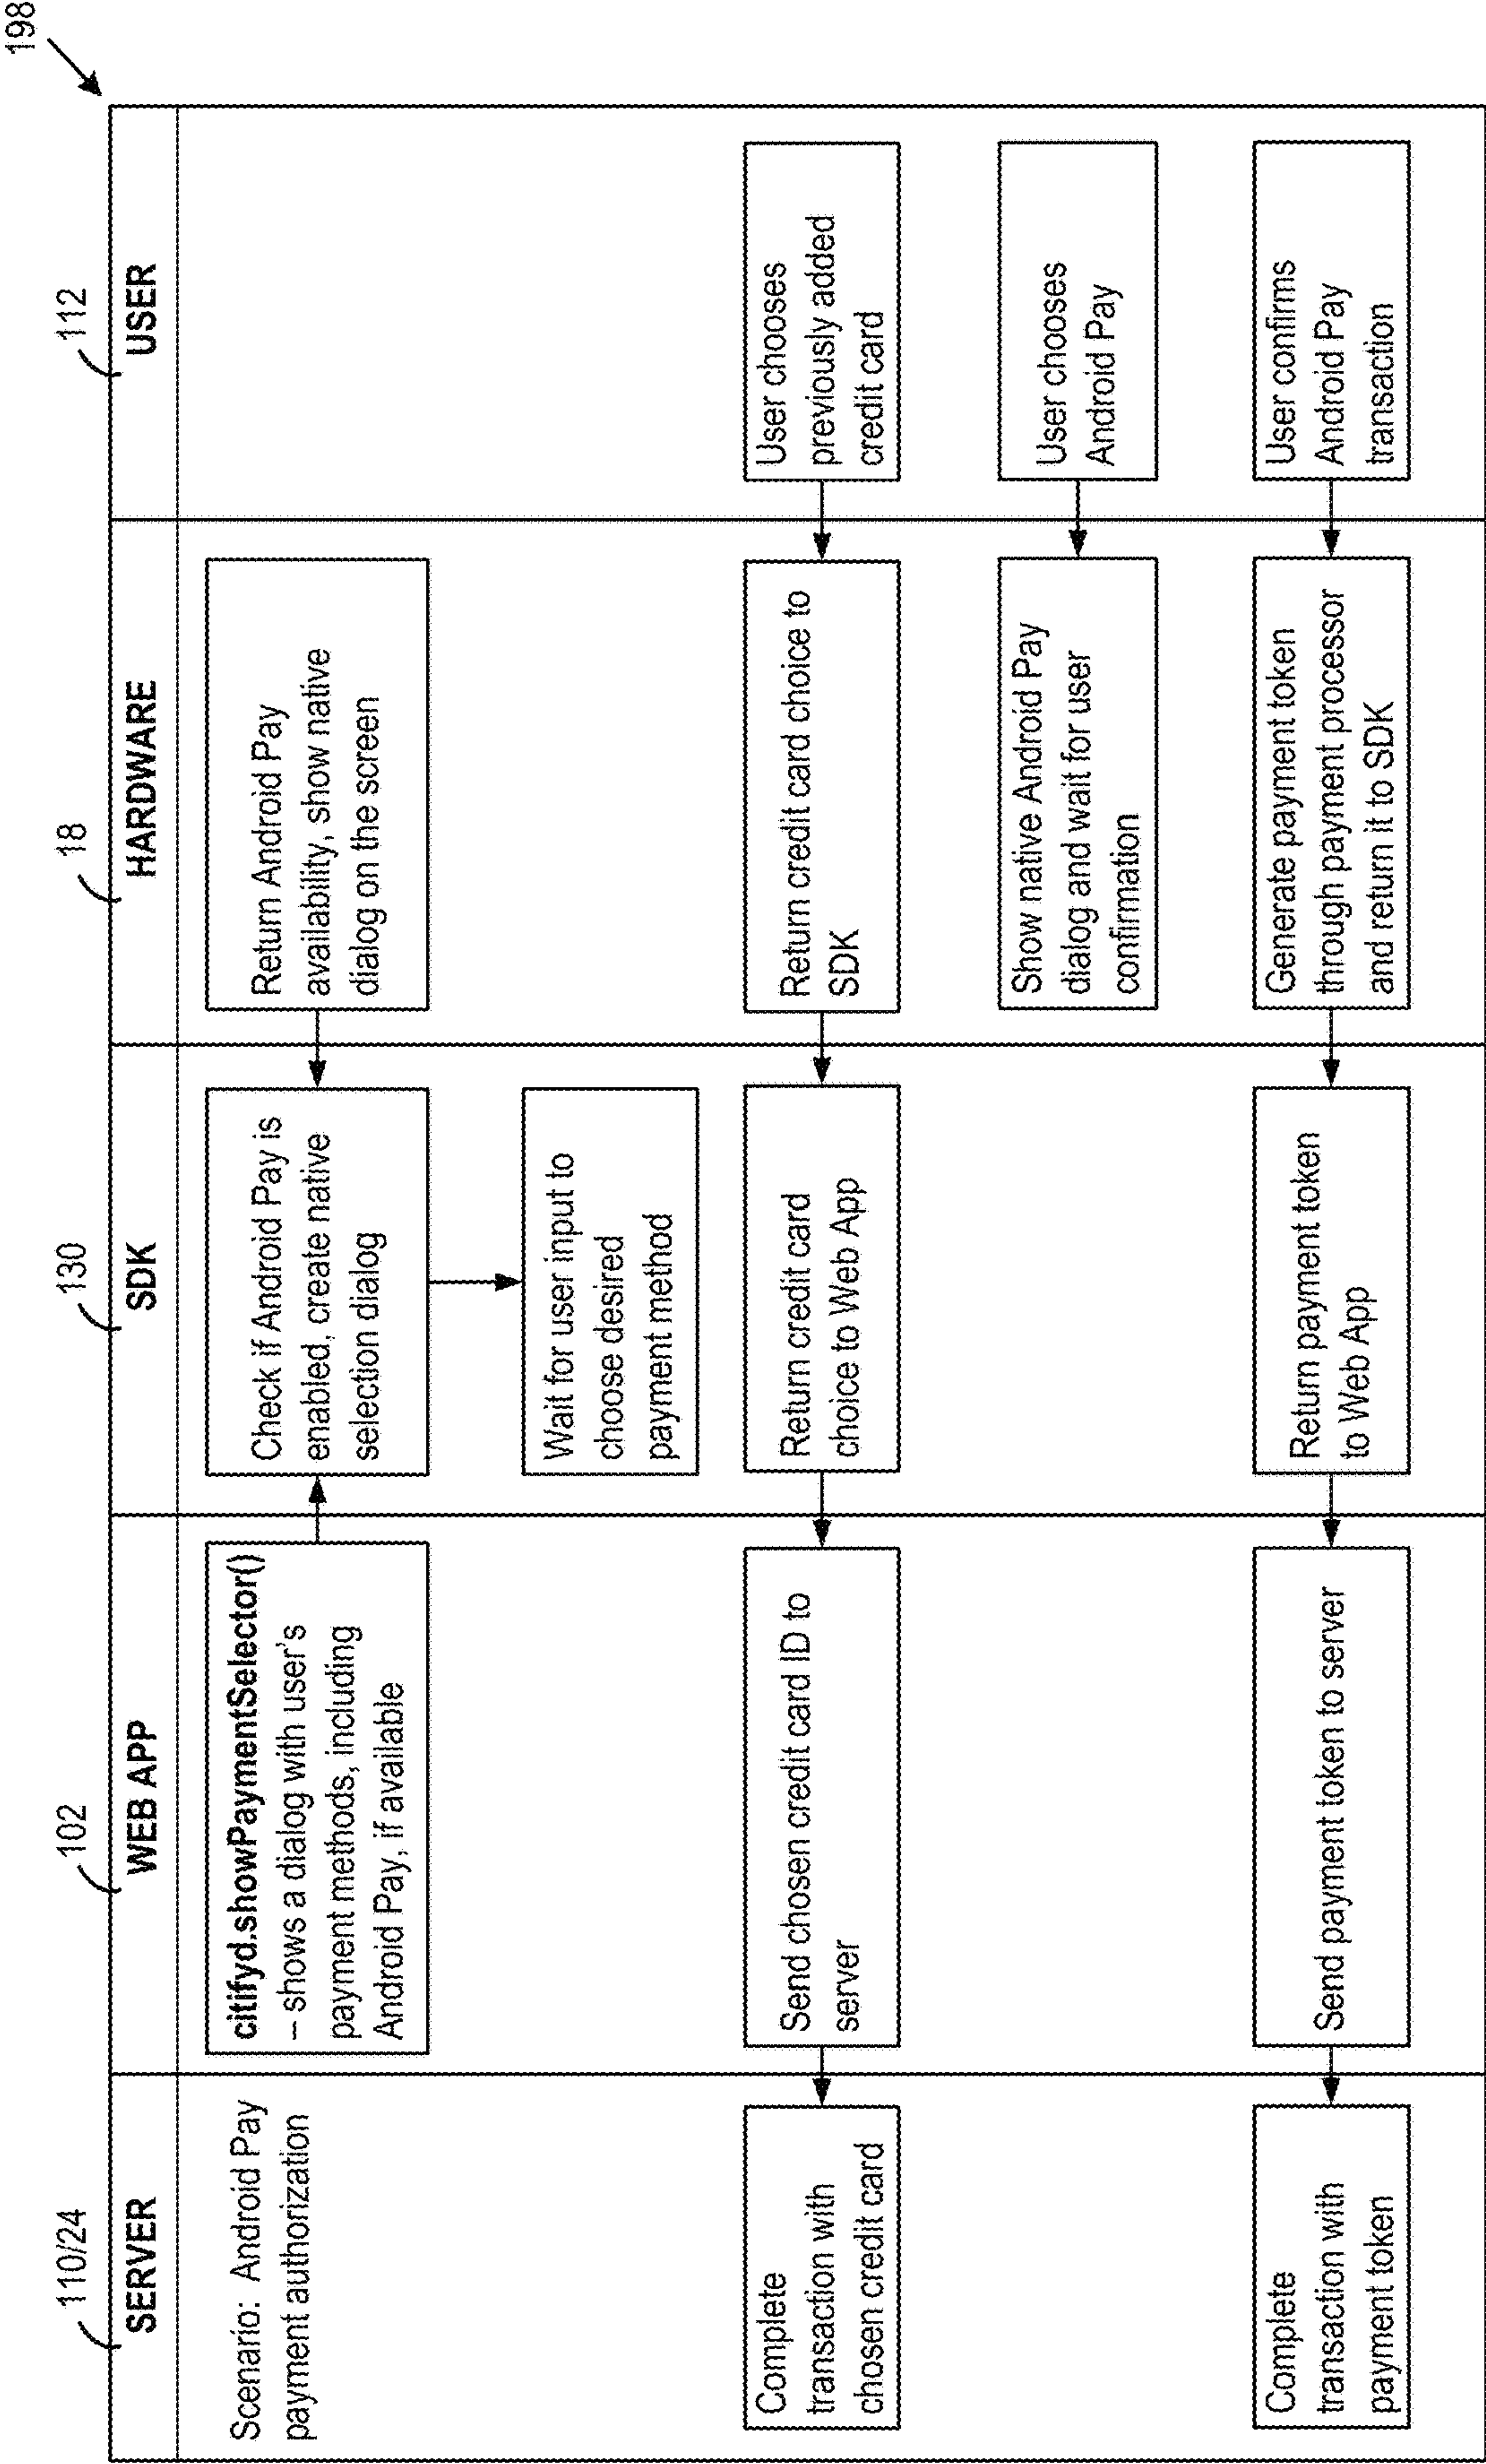 198
110/24
102
130
18
112
SERVER
WEB APP
SDK
HARDWARE
USER
Scenario: Android Pay
payment authorization
citifyd.showPaymentSelector()
– shows a dialog with user's
payment methods, including
Android Pay, if available
Check if Android Pay is
enabled, create native
selection dialog
Return Android Pay
availability, show native
dialog on the screen
Wait for user input to
choose desired
payment method
Complete
transaction with
chosen credit card
Send chosen credit card ID to
server
Return credit card
choice to Web App
Return credit card choice to
SDK
User chooses
previously added
credit card
Show native Android Pay
dialog and wait for user
confirmation
User chooses
Android Pay
Complete
transaction with
payment token
Send payment token to server
Return payment token
to Web App
Generate payment token
through payment processor
and return it to SDK
User confirms
Android Pay
transaction